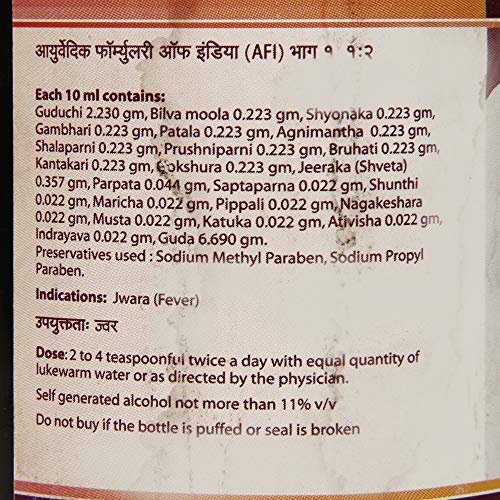 आयुर्वेदिक फॉर्म्युलरी ऑफ इंडिया (AFI) भाग १ १:२
Each 10 ml contains:
Guduchi 2.230 gm, Bilva moola 0.223 gm, Shyonaka 0.223 gm,
Gambhari 0.223 gm, Patala 0.223 gm, Agnimantha 0.223 gm,
Shalaparni 0.223 gm, Prushniparni 0.223 gm, Bruhati 0.223 gm,
Kantakari 0.223 gm, Gokshura 0.223 gm, Jeeraka (Shveta)
0.357 gm, Parpata 0.044 gm, Saptaparna 0.022 gm, Shunthi
0.022 gm, Maricha 0.022 gm, Pippali 0.022 gm, Nagakeshara
0.022 gm, Musta 0.022 gm, Katuka 0.022 gm, Ativisha 0.022 gm,
Indrayava 0.022 gm, Guda 6.690 gm.
Preservatives used : Sodium Methyl Paraben, Sodium Propyl
Paraben.
Indications: Jwara (Fever)
उपयुक्तताः ज्वर
Dose: 2 to 4 teaspoonful twice a day with equal quantity of
lukewarm water or as directed by the physician.
Self generated alcohol not more than 11% v/v
Do not buy if the bottle is puffed or seal is broken